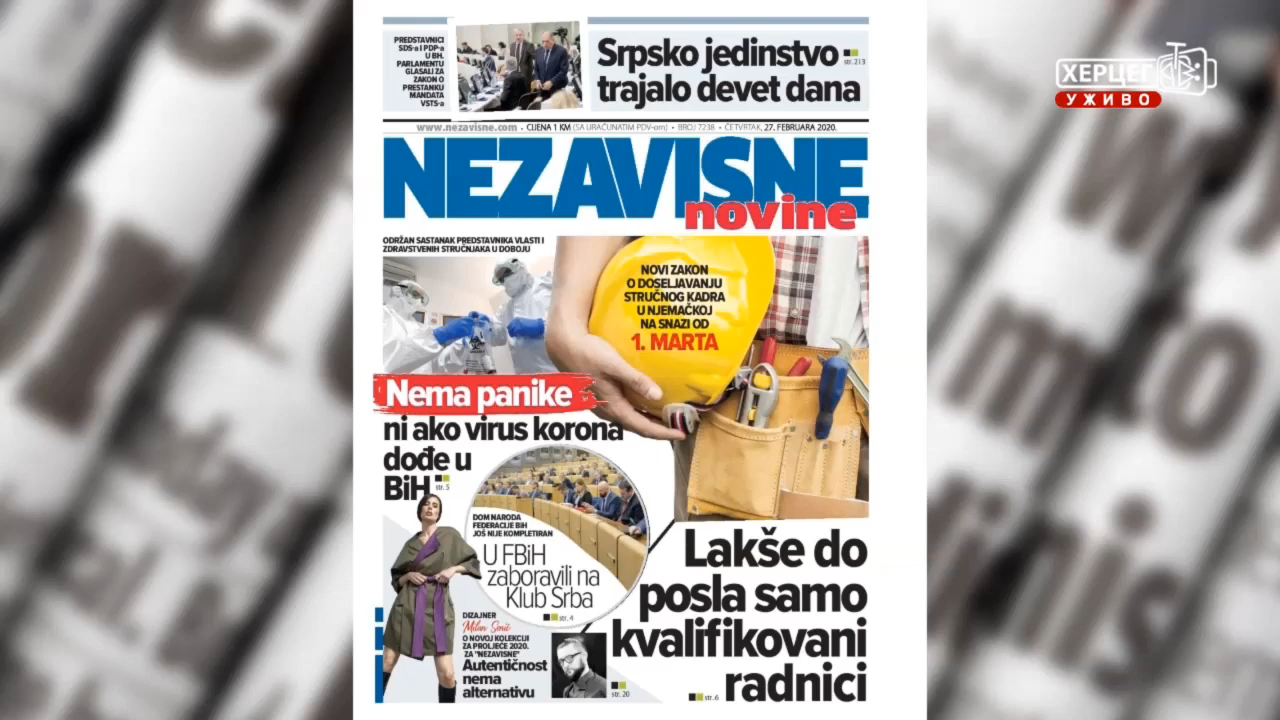 PREDSTAVNICI
SDS-a I PDP-a
U BH.
PARLAMENTU
GLASALI ZA
ZAKON O
PRESTANKU
MANDATA
VSTS-a
Srpsko jedinstvo
trajalo devet dana
str. 2 i 3
ХЕРЦЕГ
УЖИВО
www.nezavisne.com • CIJENA 1 KM (SA URAČUNATIM PDV-om) • BROJ 7238 • ČETVRTAK, 27. FEBRUARA 2020.
NEZAVISNE
novine
ODRŽAN SASTANAK PREDSTAVNIKA VLASTI I
ZDRAVSTVENIH STRUČNJAKA U DOBOJU
NOVI ZAKON
O DOSELJAVANJU
STRUČNOG KADRA
U NJEMAČKOJ
NA SNAZI OD
1. MARTA
Nema panike
ni ako virus korona
dođe u
BiH
str. 5
DOM NARODA
FEDERACIJE BIH
JOŠ NIJE KOMPLETIRAN
U FBiH
zaboravili na
Klub Srba
str. 4
Lakše do
posla samo
kvalifikovani
radnici
str. 6
DIZAJNER
Milan Senić
O NOVOJ KOLEKCIJI
ZA PROLJEĆE 2020.
ZA "NEZAVISNE"
Autentičnost
nema
alternativu
str. 20